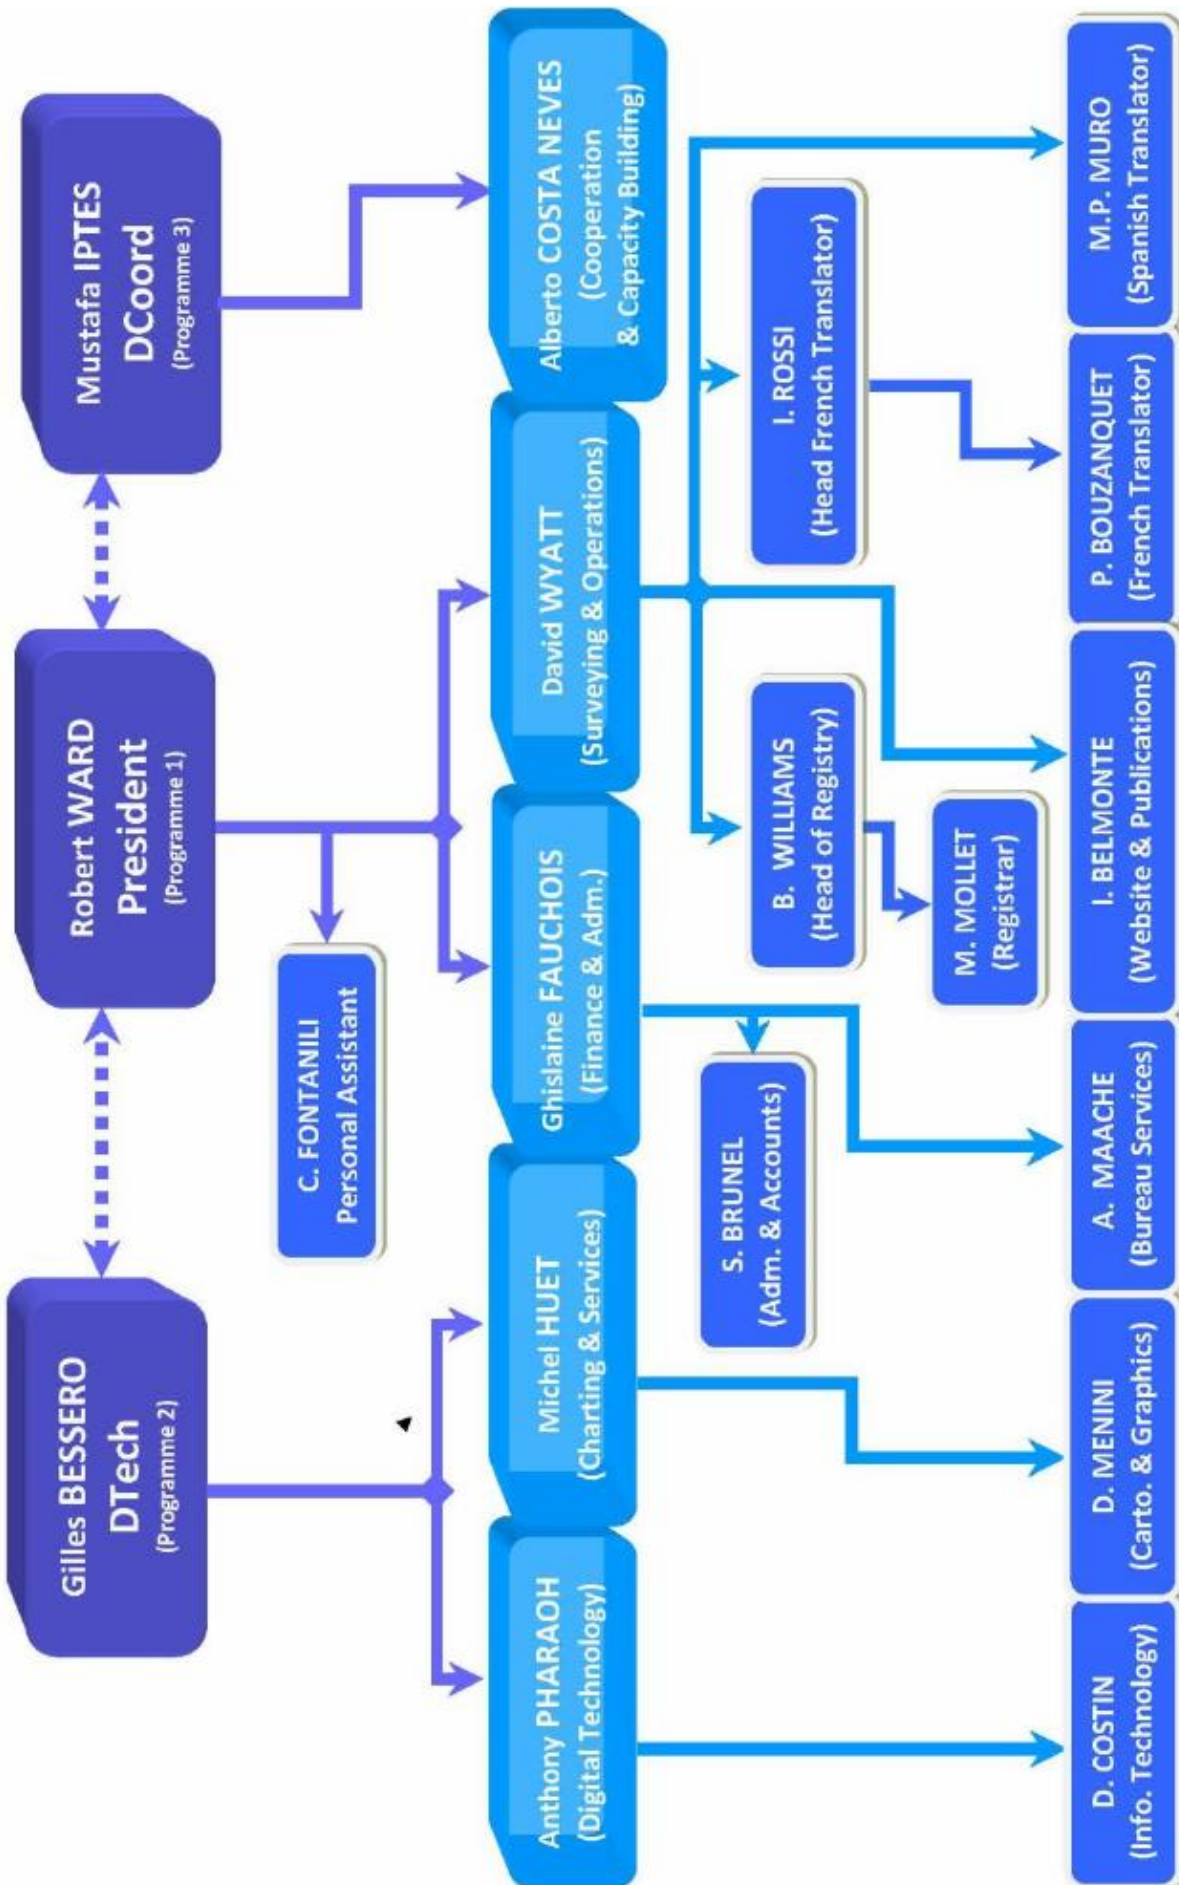 Gilles BESSERO
DTech
(Programme 2)
Robert WARD
President
(Programme 1)
Mustafa IPTES
DCoord
(Programme 3)
C. FONTANILI
Personal Assistant
Anthony PHARAOH
(Digital Technology)
Michel HUET
(Charting & Services)
Ghislaine FAUCHOIS
(Finance & Adm.)
David WYATT
(Surveying & Operations)
Alberto COSTA NEVES
(Cooperation
& Capacity Building)
S. BRUNEL
(Adm. & Accounts)
B. WILLIAMS
(Head of Registry)
I. ROSSI
(Head French Translator)
M. MOLLET
(Registrar)
D. COSTIN
(Info. Technology)
D. MENINI
(Carto. & Graphics)
A. MAACHE
(Bureau Services)
I. BELMONTE
(Website & Publications)
P. BOUZANQUET
(French Translator)
M.P. MURO
(Spanish Translator)